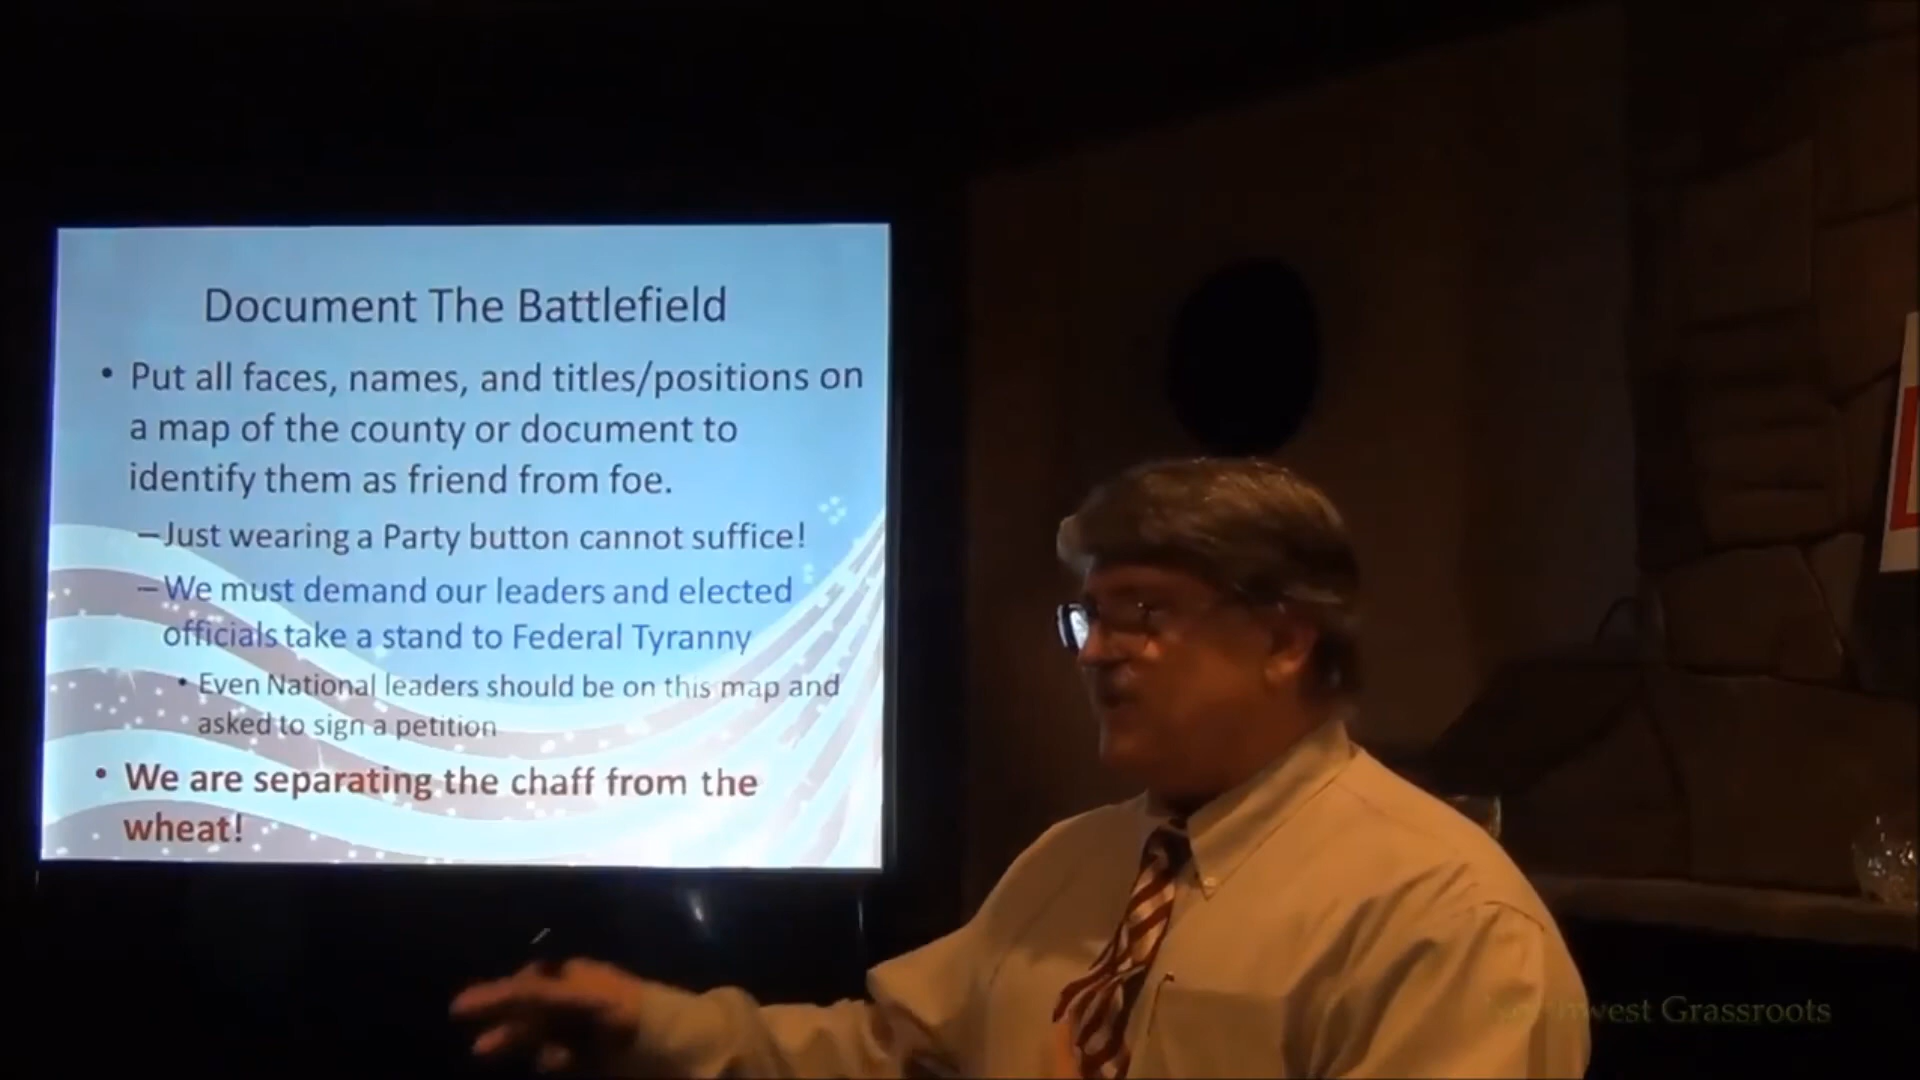 Document The Battlefield
• Put all faces, names, and titles/positions on
a map of the county or document to
identify them as friend from foe.
–Just wearing a Party button cannot suffice!
–We must demand our leaders and elected
officials take a stand to Federal Tyranny
• Even National leaders should be on this map and
asked to sign a petition
• We are separating the chaff from the
wheat!
Northwest Grassroots